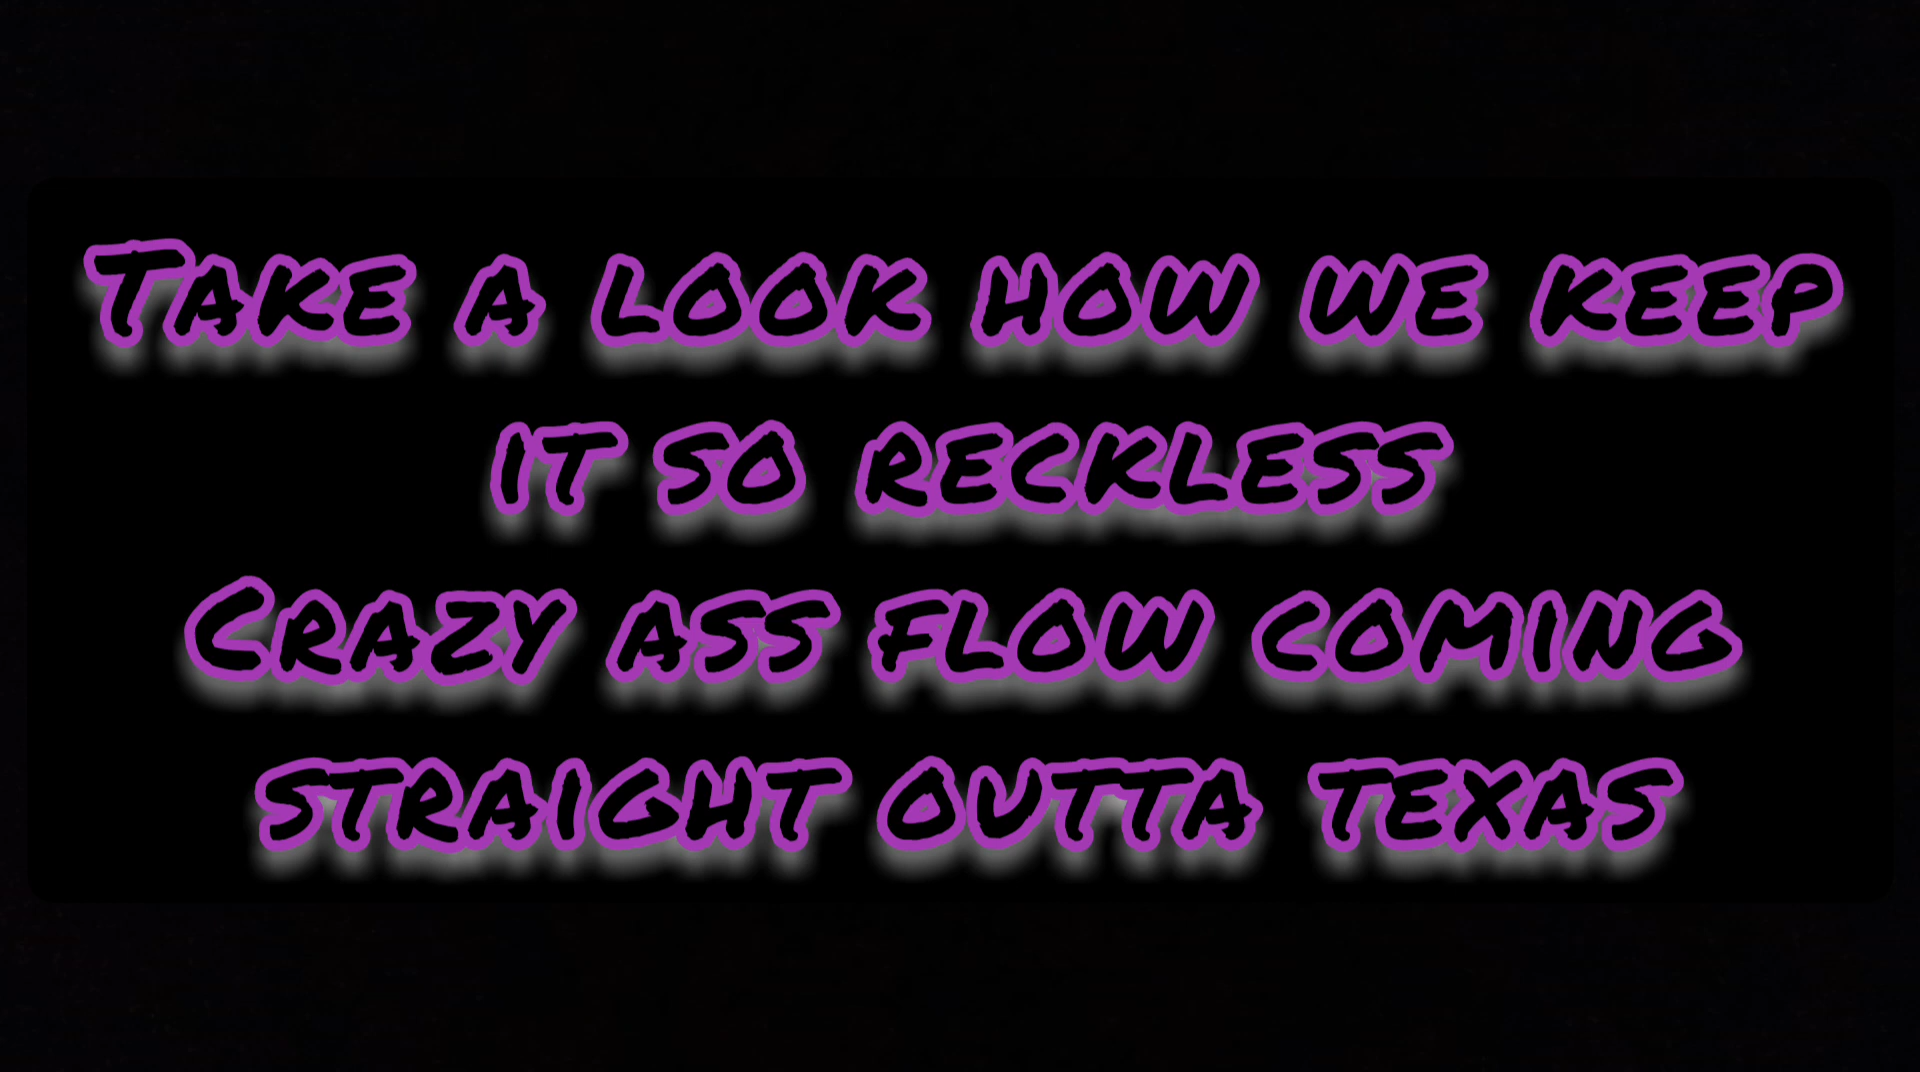 Take a look how we keep
it so reckless
Crazy ass flow coming
straight outta texas